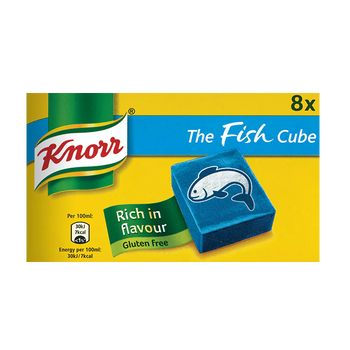 8x
The Fish Cube
Knorr
Rich in
flavour
Gluten free
Per 100ml:
30kJ
7kcal
<1%
Energy per 100ml:
30kJ/7kcal